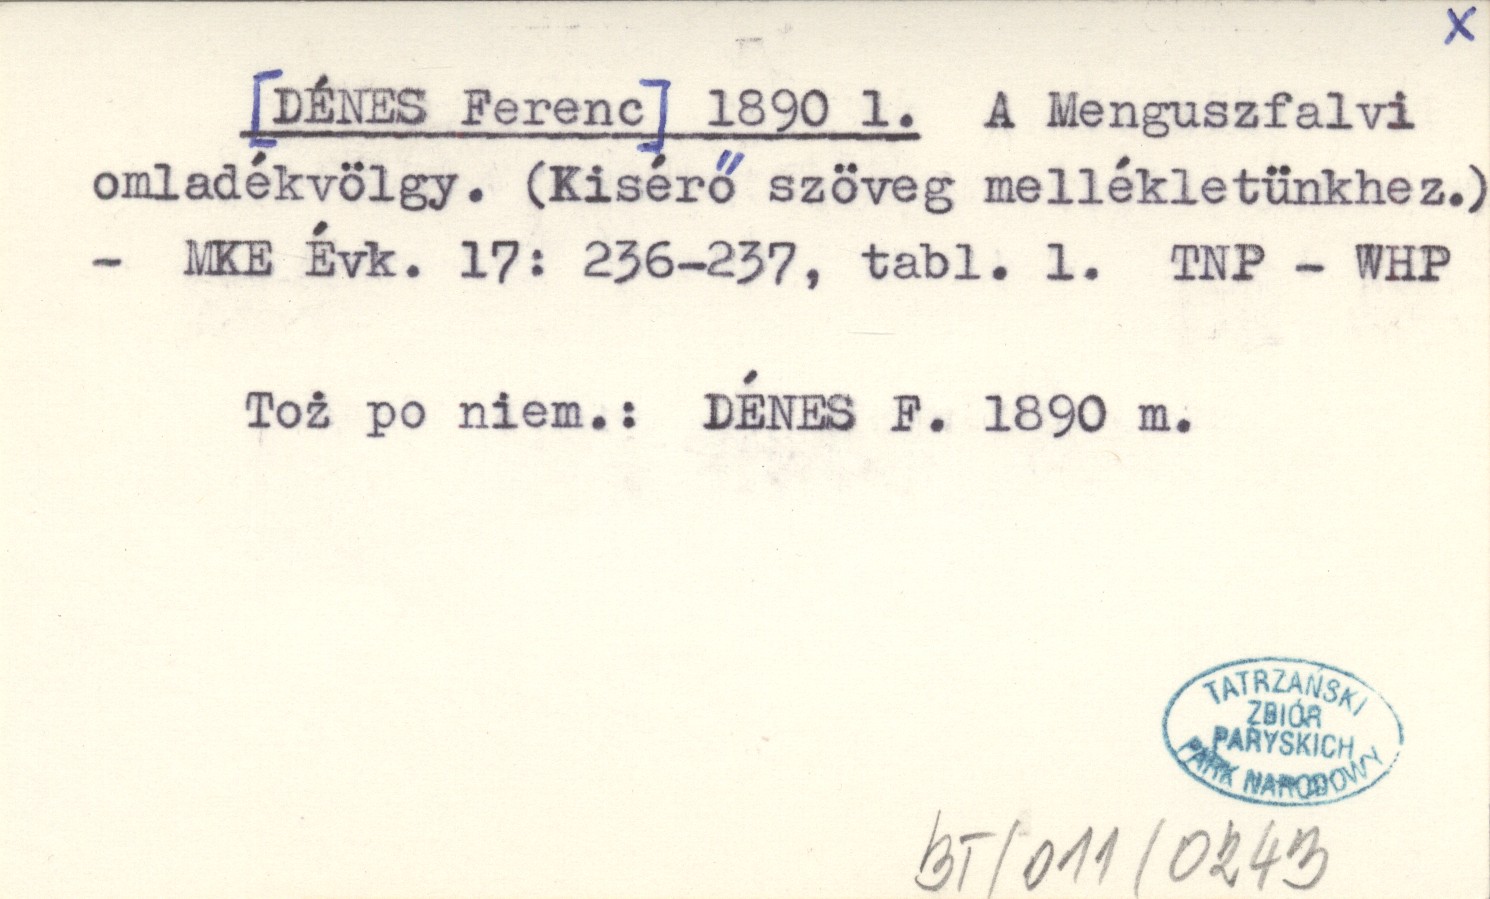 x
[DÉNES Ferenc] 1890 l. A Menguszfalvi
omladékvölgy. (Kisérő szöveg mellékletünkhez.)
- MKE Évk. 17: 236-237, tabl. 1. TNP - WHP
Toż po niem.: DÉNES F. 1890 m.
TATRZAŃSKI
ZBIÓR
PARYSKICH
PARK NARODOWY
BT/011/0243